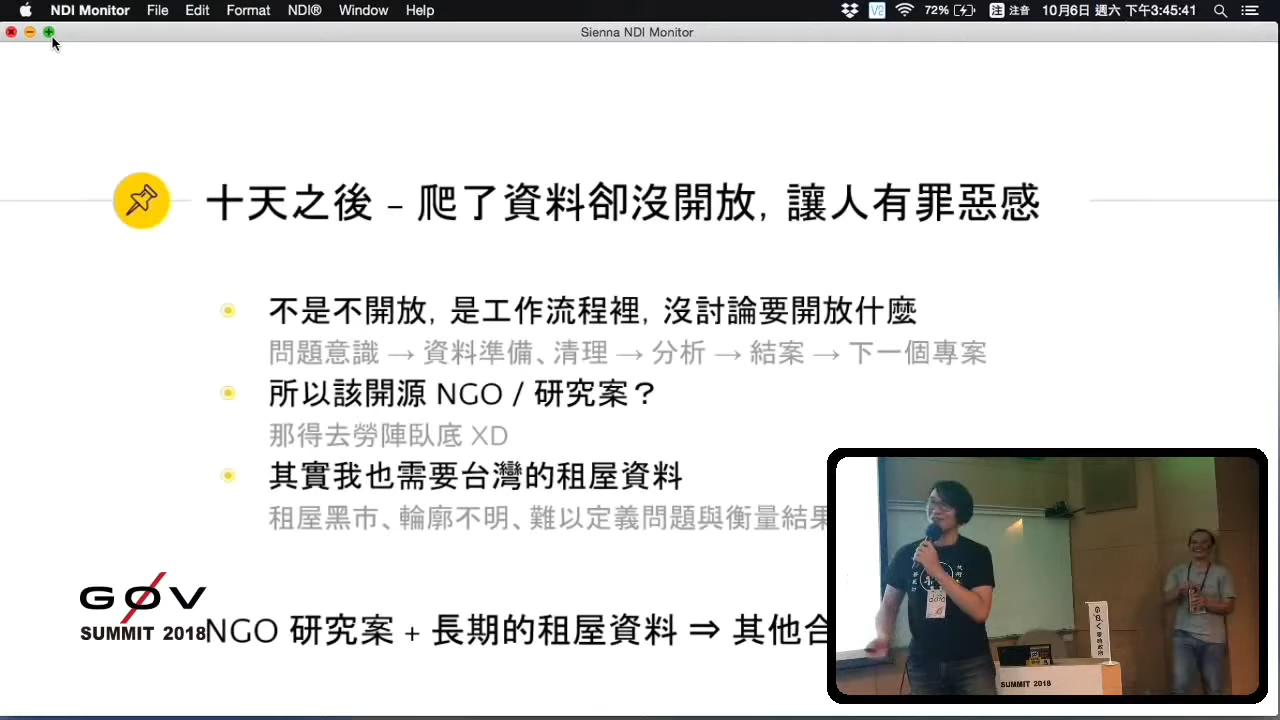 NDI Monitor File Edit Format NDI® Window Help
V2 72% 注 注音 10月6日 週六 下午3:45:41
Sienna NDI Monitor
十天之後 – 爬了資料卻沒開放, 讓人有罪惡感
不是不開放, 是工作流程裡, 沒討論要開放什麼
問題意識 → 資料準備、清理 → 分析 → 結案 → 下一個專案
所以該開源 NGO / 研究案？
那得去勞陣臥底 XD
其實我也需要台灣的租屋資料
租屋黑市、輪廓不明、難以定義問題與衡量結果
GØV
SUMMIT 2018
NGO 研究案 + 長期的租屋資料 ⇒ 其他合
零時政府
SUMMIT 2018